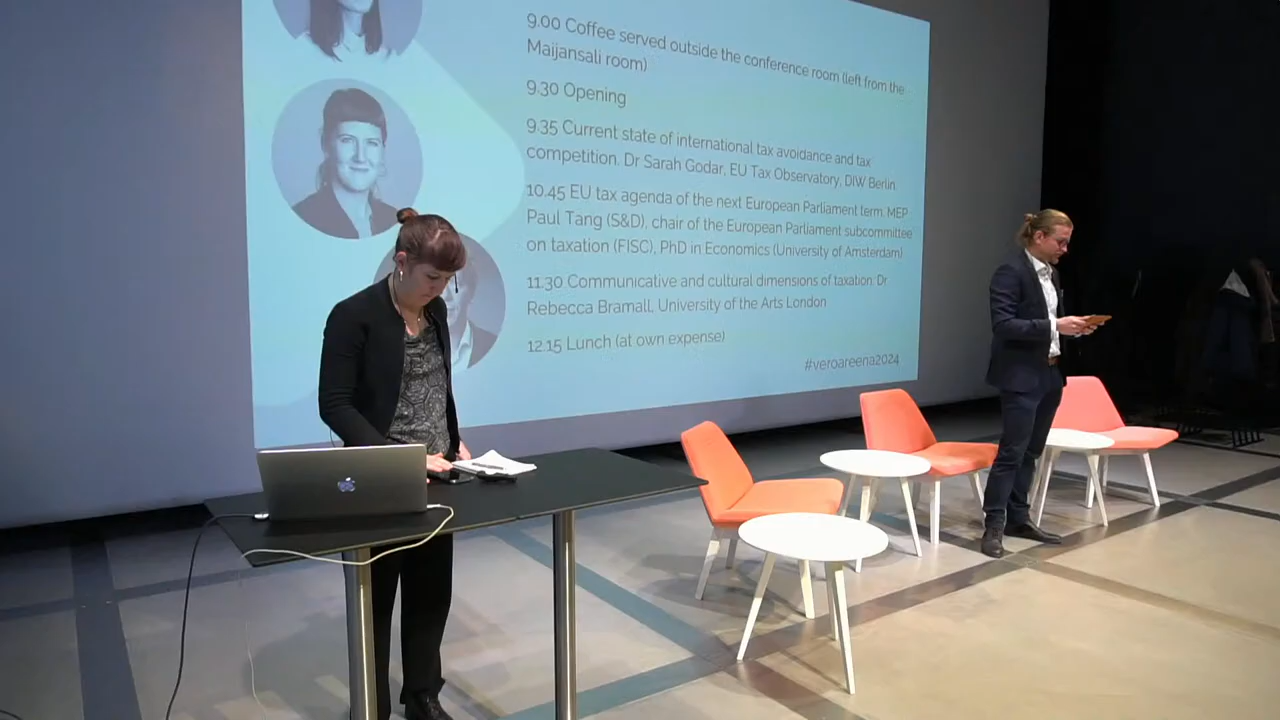 9.00 Coffee served outside the conference room (left from the
Maijansali room)
9.30 Opening
9.35 Current state of international tax avoidance and tax
competition. Dr Sarah Godar, EU Tax Observatory, DIW Berlin
10.45 EU tax agenda of the next European Parliament term. MEP
Paul Tang (S&D), chair of the European Parliament subcommittee
on taxation (FISC), PhD in Economics (University of Amsterdam)
11.30 Communicative and cultural dimensions of taxation. Dr
Rebecca Bramall, University of the Arts London
12.15 Lunch (at own expense)
#veroareena2024